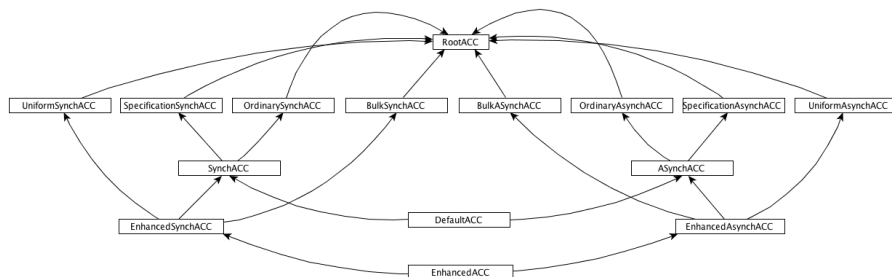 RootACC
UniformSynchACC SpecificationSynchACC OrdinarySynchACC BulkSynchACC BulkASynchACC OrdinaryAsynchACC SpecificationAsynchACC UniformAsynchACC
SynchACC ASynchACC
EnhancedSynchACC DefaultACC EnhancedAsynchACC
EnhancedACC